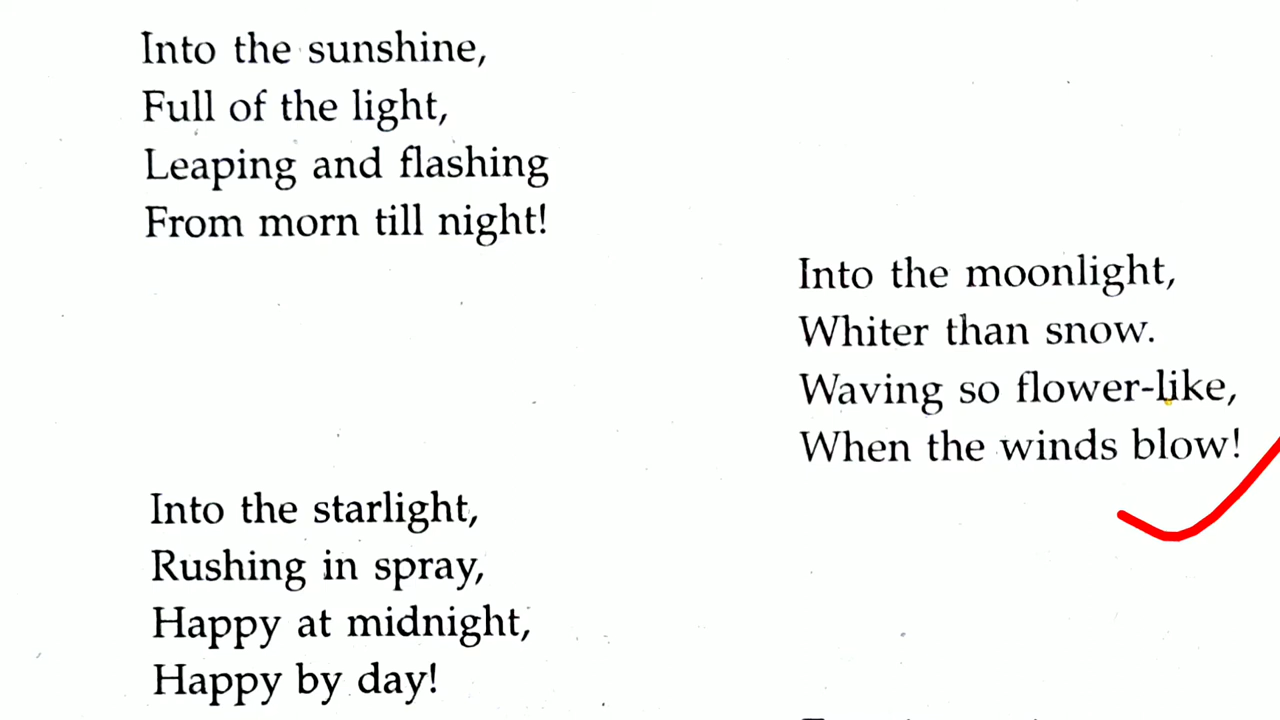 Into the sunshine,
Full of the light,
Leaping and flashing
From morn till night!
Into the moonlight,
Whiter than snow.
Waving so flower-like,
When the winds blow!
Into the starlight,
Rushing in spray,
Happy at midnight,
Happy by day!